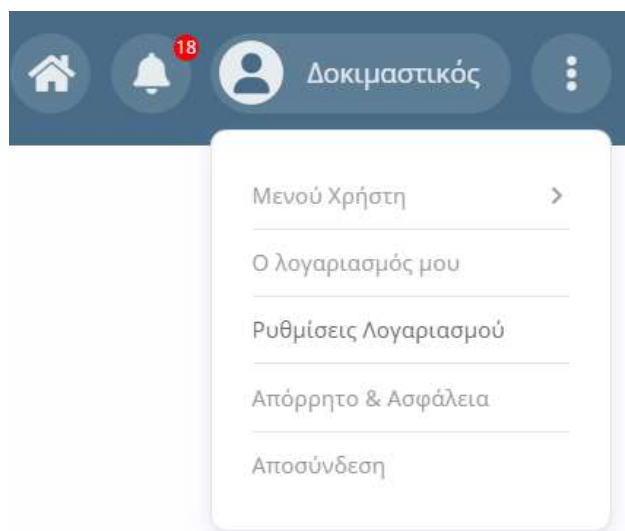 18
Δοκιμαστικός
Μενού Χρήστη
Ο λογαριασμός μου
Ρυθμίσεις Λογαριασμού
Απόρρητο & Ασφάλεια
Αποσύνδεση